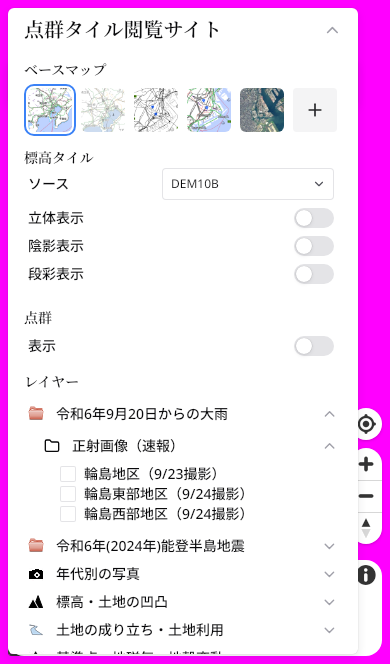 点群タイル閲覧サイト
ベースマップ
標高タイル
ソース
DEM10B
立体表示
陰影表示
段彩表示
点群
表示
レイヤー
令和6年9月20日からの大雨
正射画像（速報）
輪島地区（9/23撮影）
輪島東部地区（9/24撮影）
輪島西部地区（9/24撮影）
令和6年(2024年)能登半島地震
年代別の写真
標高・土地の凹凸
土地の成り立ち・土地利用